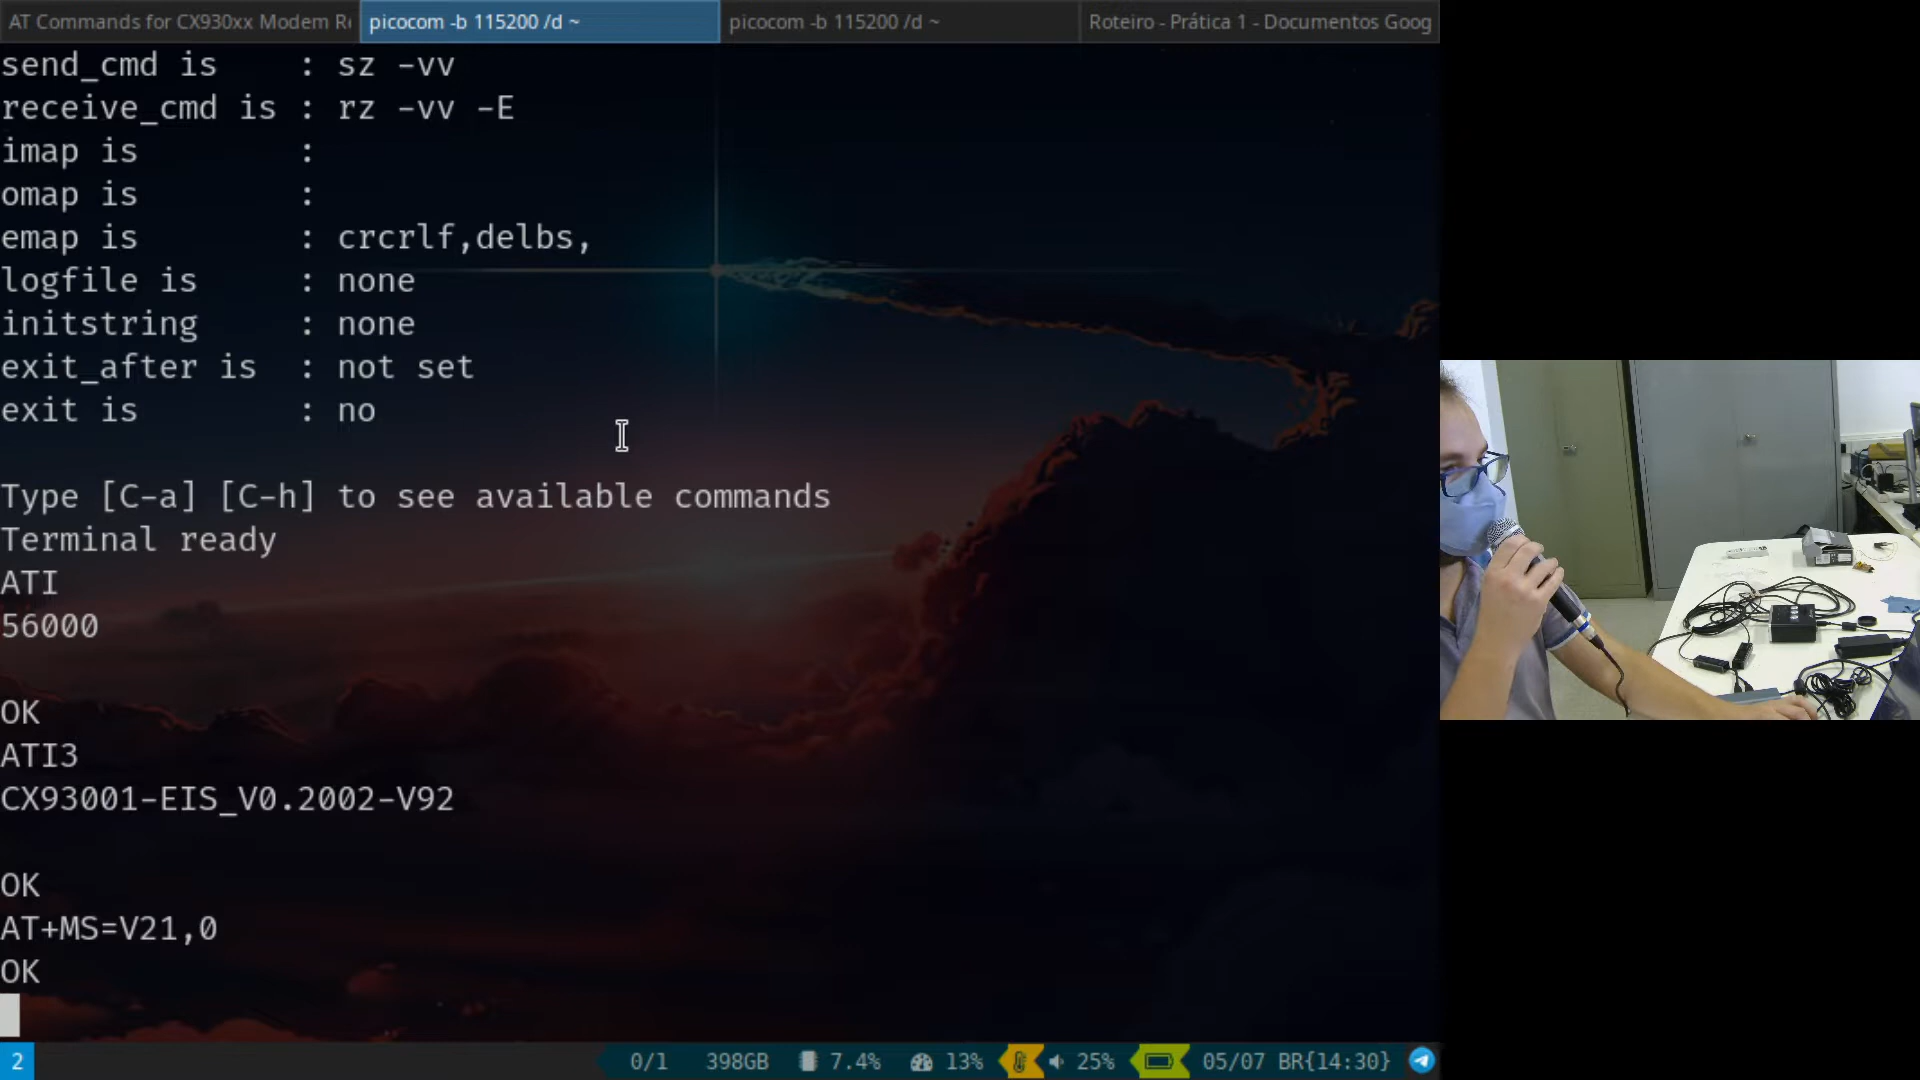 AT Commands for CX930xx Modem Re
picocom -b 115200 /d ~
picocom -b 115200 /d ~
Roteiro - Prática 1 - Documentos Goog
send_cmd is : sz -vv
receive_cmd is : rz -vv -E
imap is :
omap is :
emap is : crcrlf,delbs,
logfile is : none
initstring : none
exit_after is : not set
exit is : no
Type [C-a] [C-h] to see available commands
Terminal ready
ATI
56000
OK
ATI3
CX93001-EIS_V0.2002-V92
OK
AT+MS=V21,0
OK
2
0/1 398GB 7.4% 13% 25% 05/07 BR{14:30}